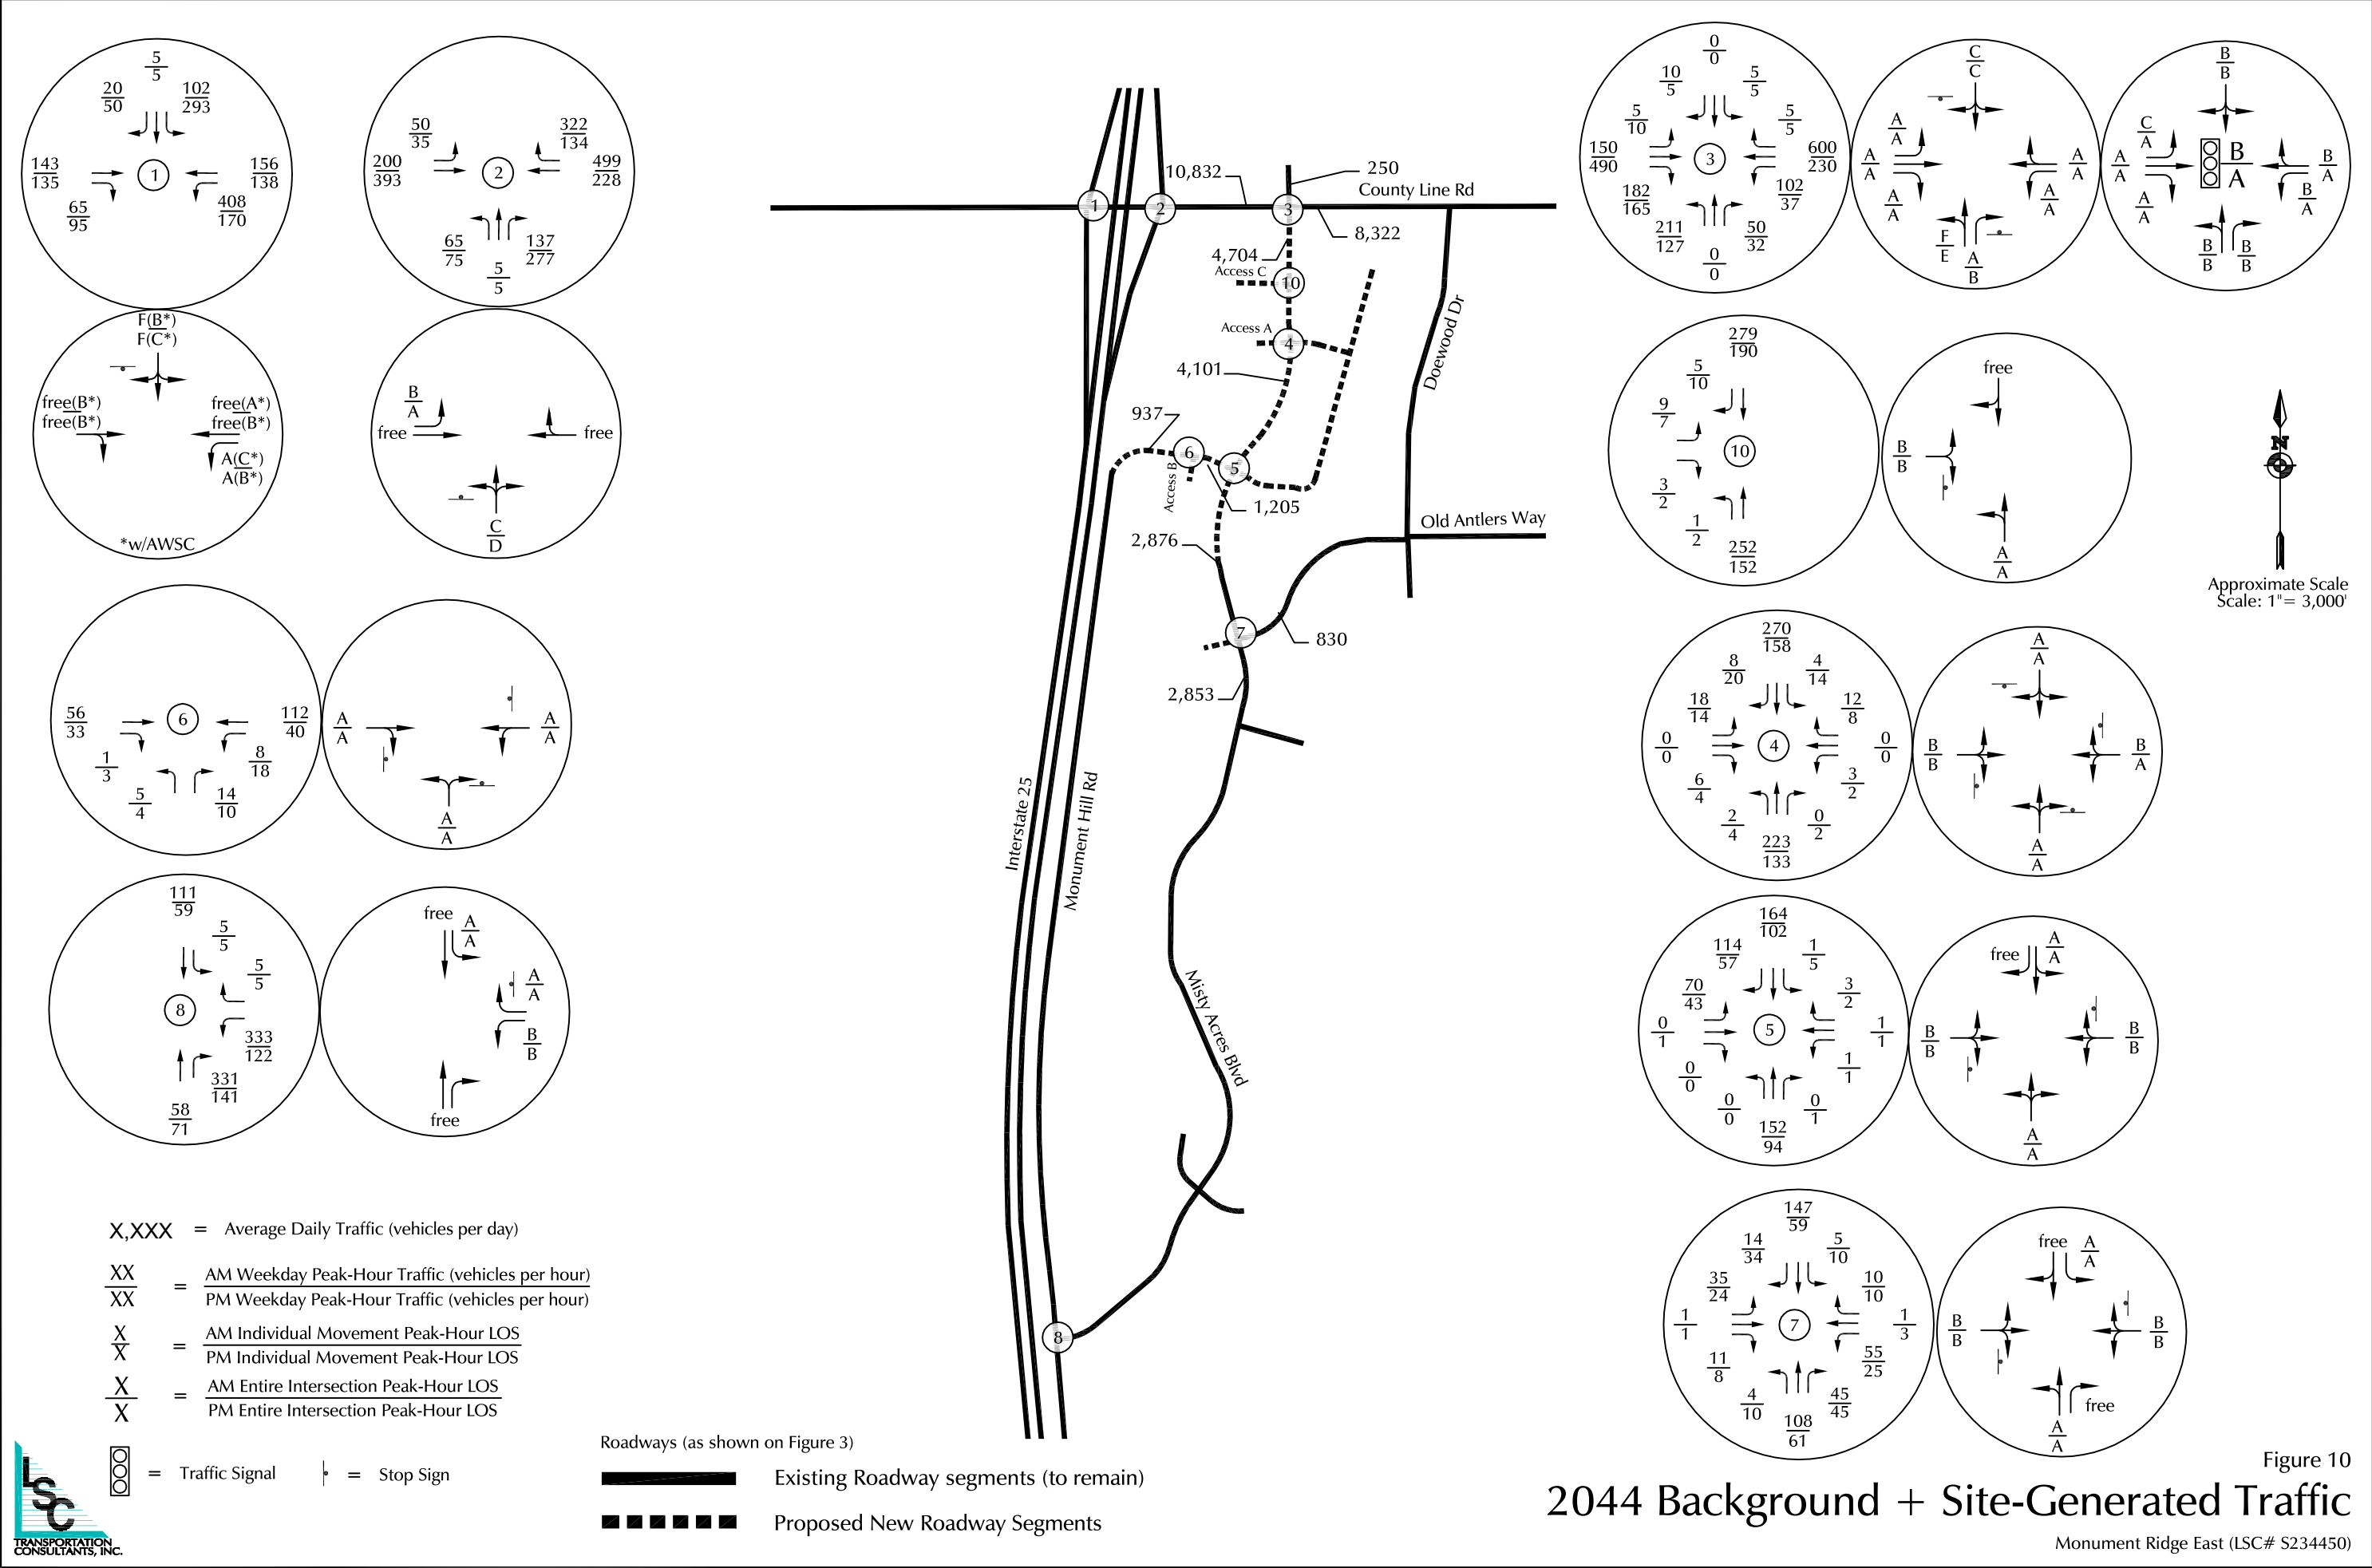 5
5
20
50
102
293
143
135
1
156
138
65
95
408
170
50
35
322
134
200
393
2
499
228
65
75
137
277
5
5
F(B*)
F(C*)
free(B*)
free(B*)
free(A*)
free(B*)
A(C*)
A(B*)
*w/AWSC
B
A
free
free
C
D
56
33
6
112
40
1
3
8
18
5
4
14
10
A
A
A
A
A
A
111
59
5
5
5
5
8
333
122
331
141
58
71
free
A
A
A
A
B
B
free
10,832
250
County Line Rd
1
2
3
8,322
4,704
Access C
10
Access A
4
4,101
937
6
5
Access B
1,205
Doewood Dr
Old Antlers Way
2,876
7
830
2,853
Interstate 25
Monument Hill Rd
Misty Acres Blvd
8
0
0
10
5
5
5
5
10
5
5
150
490
3
600
230
182
165
102
37
211
127
50
32
0
0
C
C
A
A
A
A
A
A
A
A
A
A
F
E
A
B
B
B
C
A
A
A
A
A
B
A
B
A
B
A
B
B
B
B
279
190
5
10
9
7
10
3
2
1
2
252
152
free
B
B
A
A
N
Approximate Scale
Scale: 1"= 3,000'
270
158
8
20
4
14
18
14
12
8
0
0
4
0
0
6
4
3
2
2
4
0
2
223
133
A
A
B
B
B
A
A
A
164
102
114
57
1
5
70
43
3
2
0
1
5
1
1
0
0
1
1
0
0
0
1
152
94
free
A
A
B
B
B
B
A
A
147
59
14
34
5
10
35
24
10
10
1
1
7
1
3
11
8
55
25
4
10
45
45
108
61
free
A
A
B
B
B
B
free
A
A
X,XXX = Average Daily Traffic (vehicles per day)
XX
XX
=
AM Weekday Peak-Hour Traffic (vehicles per hour)
PM Weekday Peak-Hour Traffic (vehicles per hour)
X
X
=
AM Individual Movement Peak-Hour LOS
PM Individual Movement Peak-Hour LOS
X
X
=
AM Entire Intersection Peak-Hour LOS
PM Entire Intersection Peak-Hour LOS
= Traffic Signal
= Stop Sign
LSC
TRANSPORTATION
CONSULTANTS, INC.
Roadways (as shown on Figure 3)
Existing Roadway segments (to remain)
Proposed New Roadway Segments
Figure 10
2044 Background + Site-Generated Traffic
Monument Ridge East (LSC# S234450)